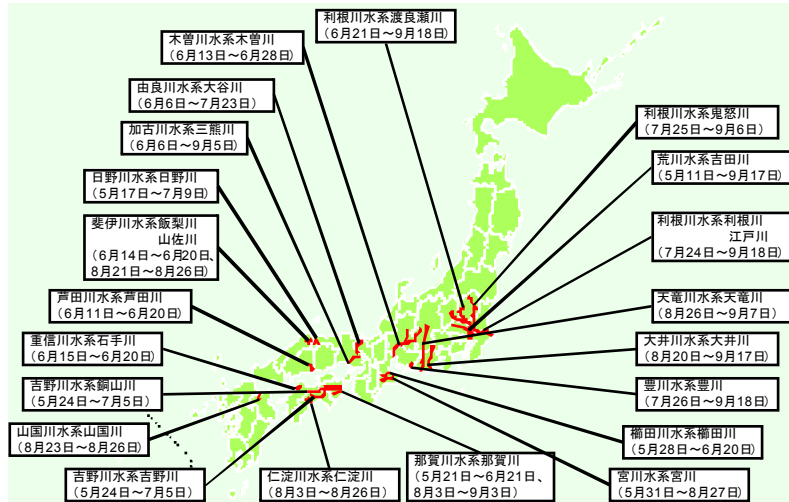 利根川水系渡良瀬川
(6月21日～9月18日)
木曽川水系木曽川
(6月13日～6月28日)
由良川水系大谷川
(6月6日～7月23日)
加古川水系三熊川
(6月6日～9月5日)
日野川水系日野川
(5月17日～7月9日)
斐伊川水系飯梨川
山佐川
(6月14日～6月20日、
8月21日～8月26日)
芦田川水系芦田川
(6月11日～6月20日)
重信川水系石手川
(6月15日～6月20日)
吉野川水系銅山川
(5月24日～7月5日)
山国川水系山国川
(8月23日～8月26日)
吉野川水系吉野川
(5月24日～7月5日)
仁淀川水系仁淀川
(8月3日～8月26日)
那賀川水系那賀川
(5月21日～6月21日、
8月3日～9月3日)
利根川水系鬼怒川
(7月25日～9月6日)
荒川水系吉田川
(5月11日～9月17日)
利根川水系利根川
江戸川
(7月24日～9月18日)
天竜川水系天竜川
(8月26日～9月7日)
大井川水系大井川
(8月20日～9月17日)
豊川水系豊川
(7月26日～9月18日)
櫛田川水系櫛田川
(5月28日～6月20日)
宮川水系宮川
(5月31日～8月27日)